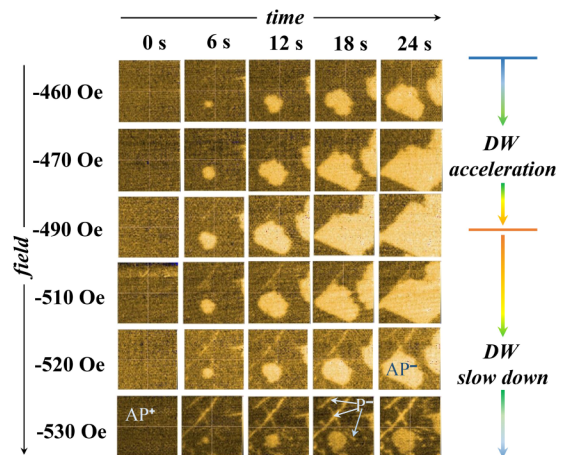 time
0 s 6 s 12 s 18 s 24 s
-460 Oe
-470 Oe
-490 Oe
-510 Oe
-520 Oe
-530 Oe
field
DW
acceleration
DW
slow down
AP⁻
AP⁺
P⁻